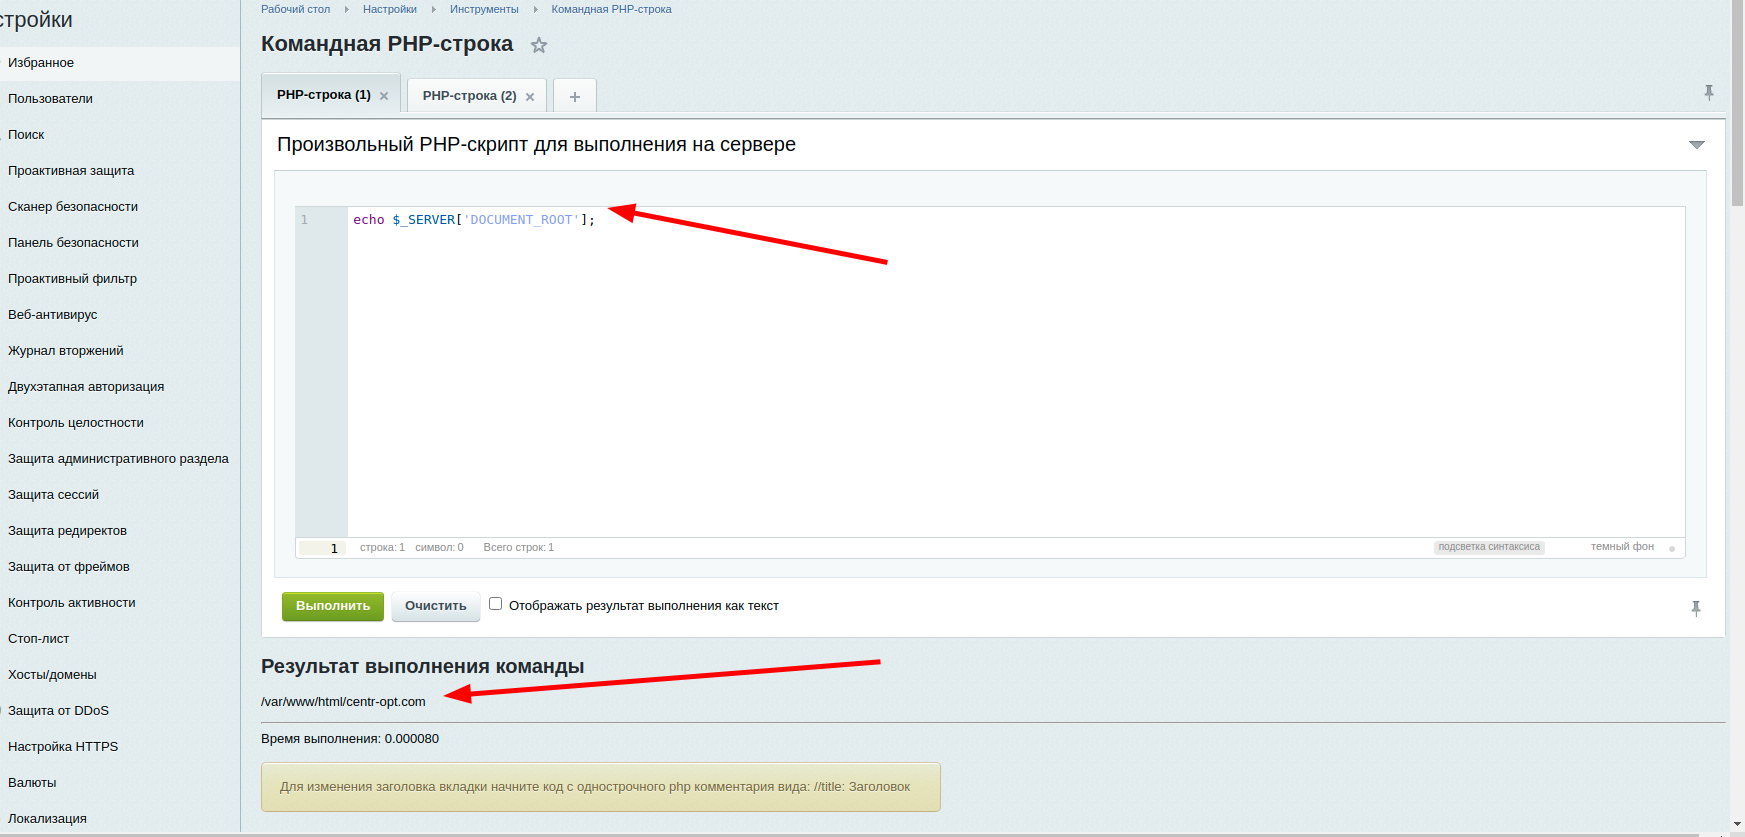 стройки
Избранное
Пользователи
Поиск
Проактивная защита
Сканер безопасности
Панель безопасности
Проактивный фильтр
Веб-антивирус
Журнал вторжений
Двухэтапная авторизация
Контроль целостности
Защита административного раздела
Защита сессий
Защита редиректов
Защита от фреймов
Контроль активности
Стоп-лист
Хосты/домены
Защита от DDoS
Настройка HTTPS
Валюты
Локализация
Рабочий стол Настройки Инструменты Командная PHP-строка
Командная PHP-строка
PHP-строка (1) × PHP-строка (2) × +
Произвольный PHP-скрипт для выполнения на сервере
1 echo $_SERVER['DOCUMENT_ROOT'];
1 строка: 1 символ: 0 Всего строк: 1 подсветка синтаксиса темный фон
Выполнить Очистить Отображать результат выполнения как текст
Результат выполнения команды
/var/www/html/centr-opt.com
Время выполнения: 0.000080
Для изменения заголовка вкладки начните код с однострочного php комментария вида: //title: Заголовок